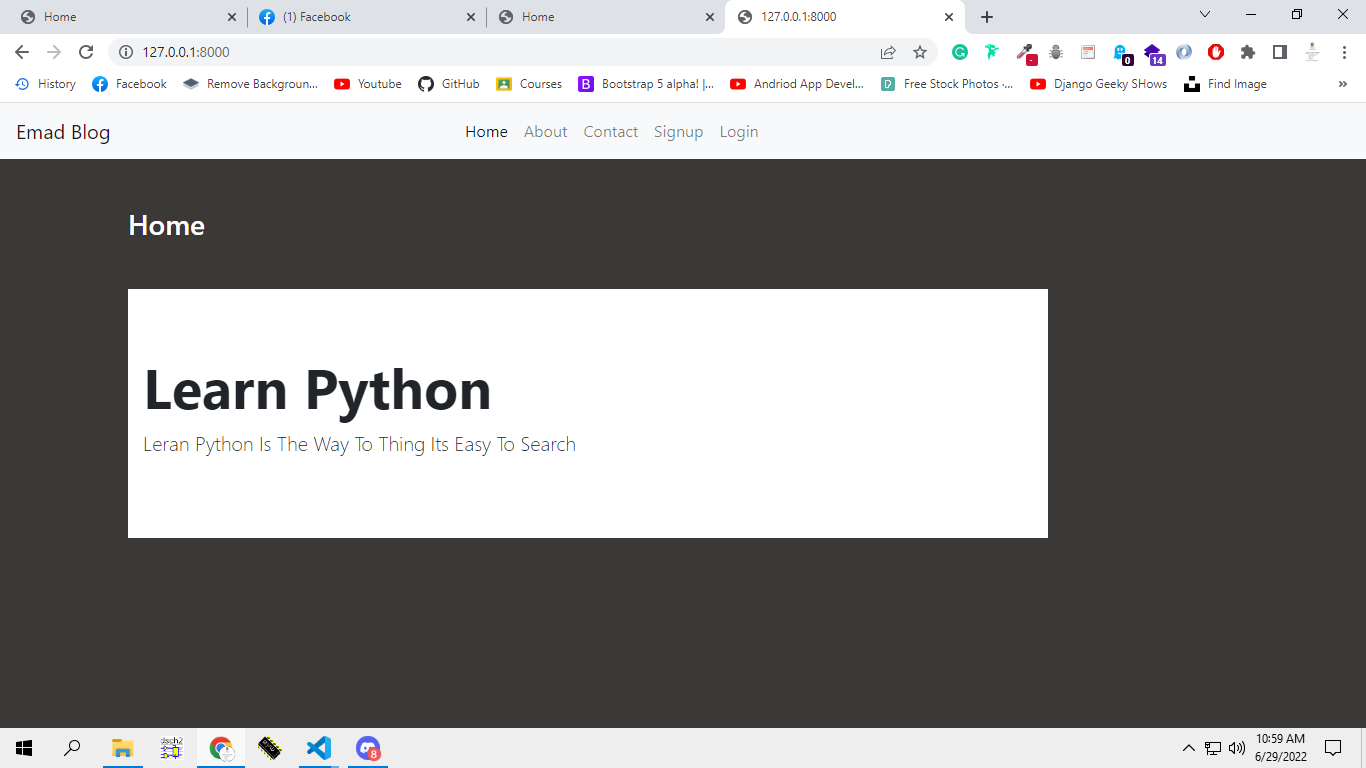 Home
(1) Facebook
Home
127.0.0.1:8000
127.0.0.1:8000
0
14
History
Facebook
Remove Backgroun...
Youtube
GitHub
Courses
B
Bootstrap 5 alpha! |...
Andriod App Devel...
Free Stock Photos ·...
Django Geeky SHows
Find Image
»
Emad Blog
Home
About
Contact
Signup
Login
Home
Learn Python
Leran Python Is The Way To Thing Its Easy To Search
dsch2
8
10:59 AM
6/29/2022